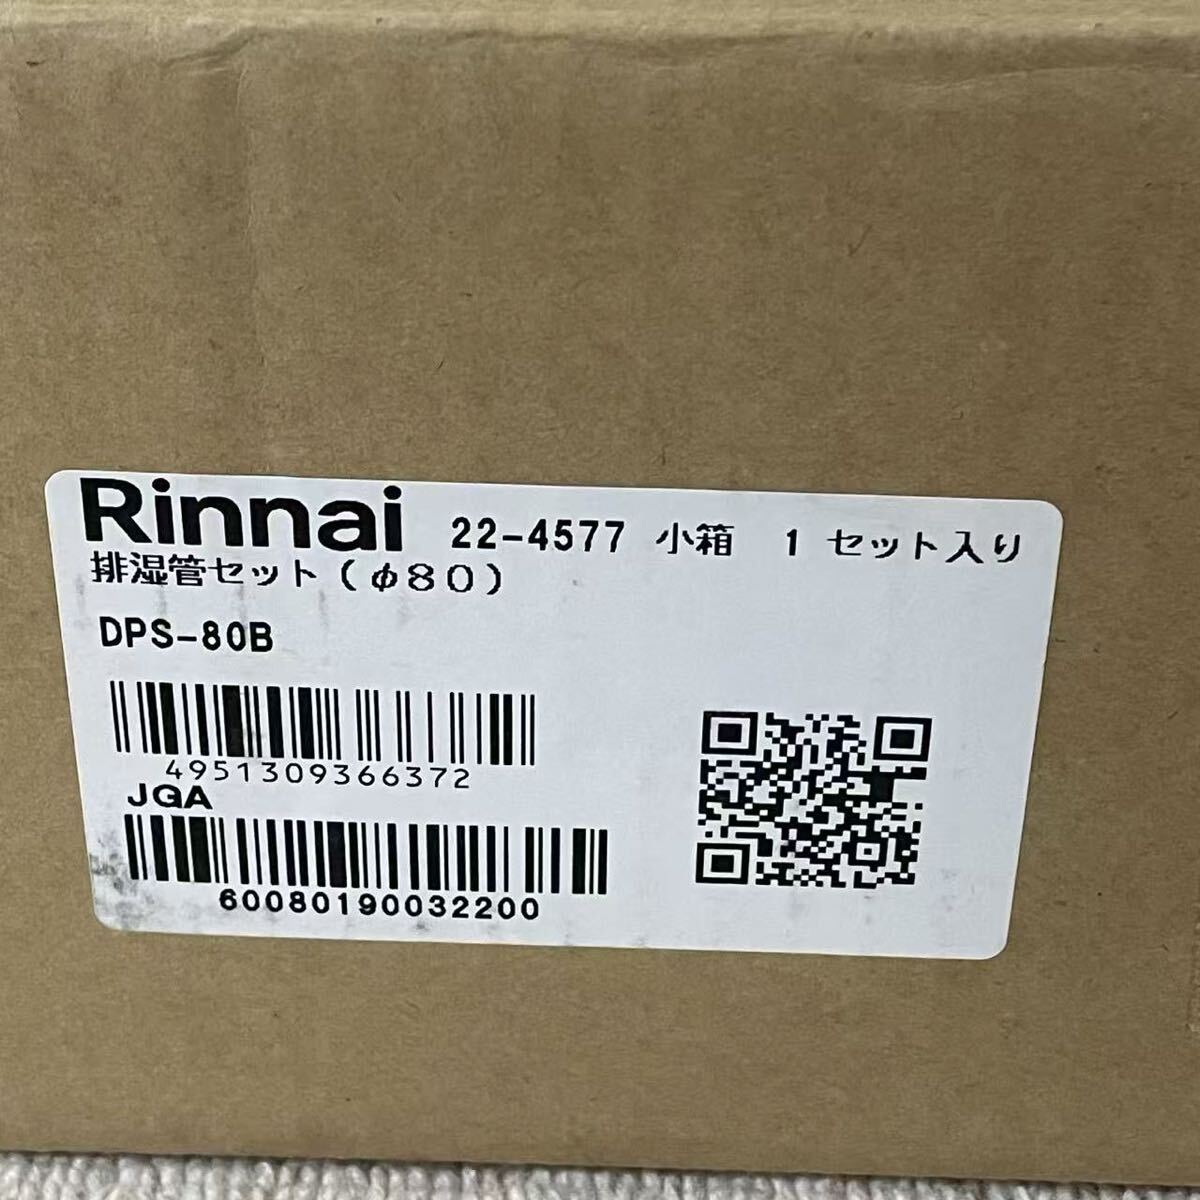 Rinnai 22-4577 小箱 1 セット入り
排湿管セット(φ80)
DPS-80B
4951309366372
JGA
60080190032200